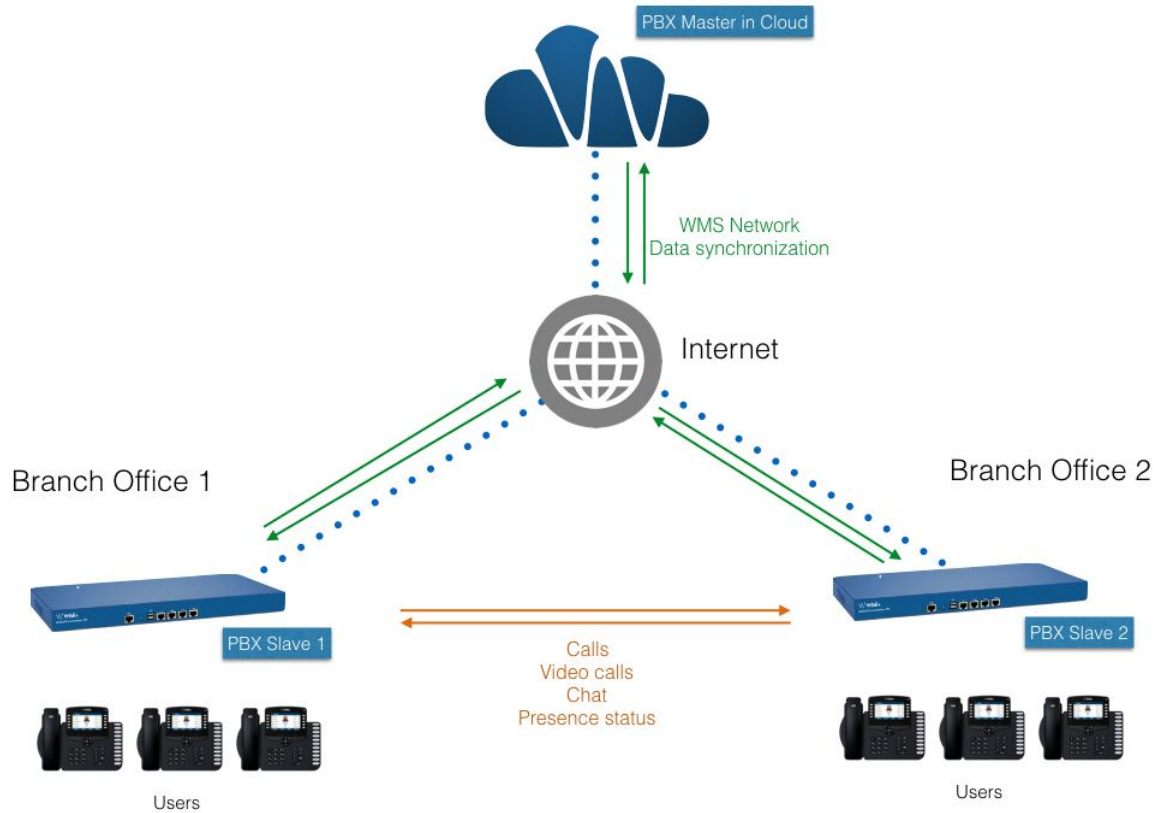 PBX Master in Cloud
WMS Network
Data synchronization
Internet
Branch Office 1
Branch Office 2
Wildix
PBX Slave 1
PBX Slave 2
Calls
Video calls
Chat
Presence status
Users
Users